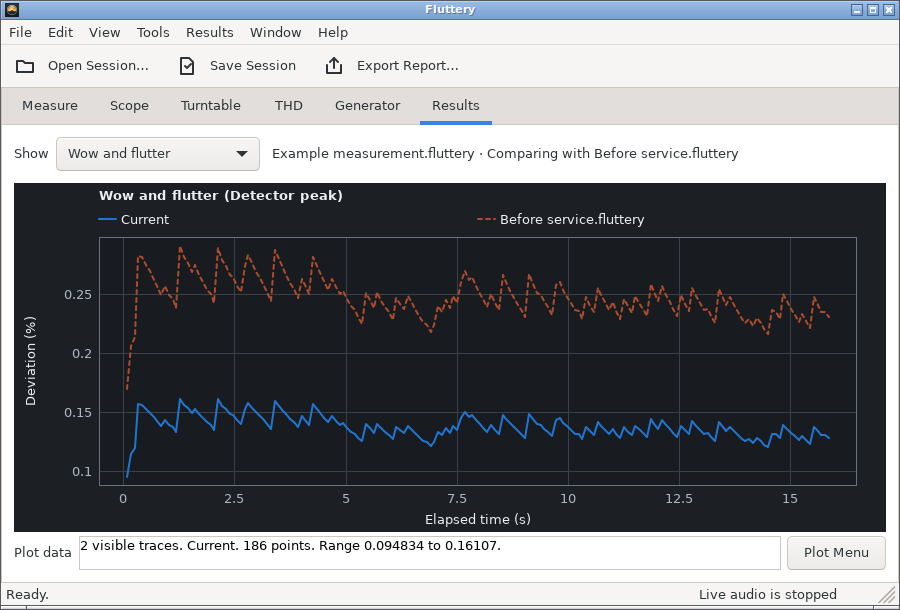 Fluttery
File Edit View Tools Results Window Help
Open Session... Save Session Export Report...
Measure Scope Turntable THD Generator Results
Show Wow and flutter Example measurement.fluttery · Comparing with Before service.fluttery
Wow and flutter (Detector peak)
Current Before service.fluttery
Deviation (%)
0.25
0.2
0.15
0.1
0 2.5 5 7.5 10 12.5 15
Elapsed time (s)
Plot data 2 visible traces. Current. 186 points. Range 0.094834 to 0.16107. Plot Menu
Ready. Live audio is stopped